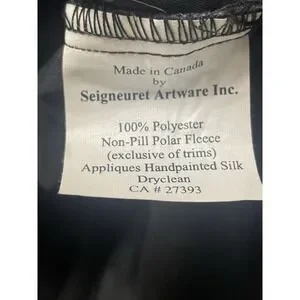 Made in Canada
by
Seigneuret Artware Inc.
100% Polyester
Non-Pill Polar Fleece
(exclusive of trims)
Appliques Handpainted Silk
Dryclean
CA # 27393